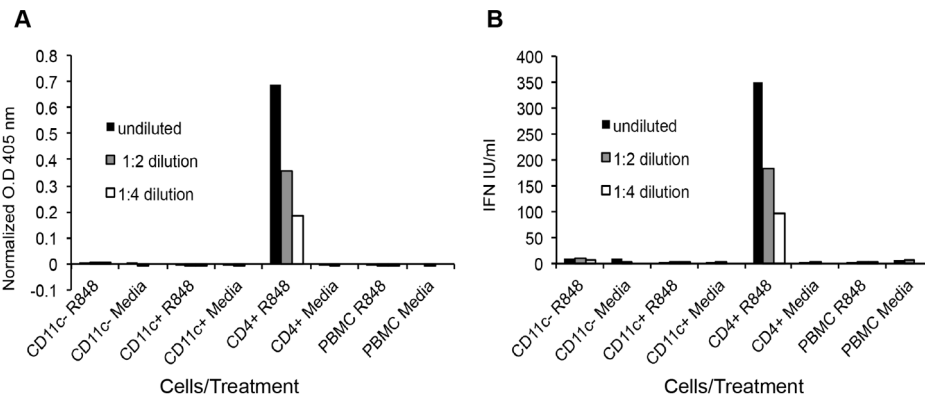 A
Normalized O.D 405 nm
0.8
0.7
0.6
0.5
0.4
0.3
0.2
0.1
0
-0.1
undiluted
1:2 dilution
1:4 dilution
CD11c- R848
CD11c- Media
CD11c+ R848
CD11c+ Media
CD4+ R848
CD4+ Media
PBMC R848
PBMC Media
Cells/Treatment
B
IFN IU/ml
400
350
300
250
200
150
100
50
0
undiluted
1:2 dilution
1:4 dilution
CD11c- R848
CD11c- Media
CD11c+ R848
CD11c+ Media
CD4+ R848
CD4+ Media
PBMC R848
PBMC Media
Cells/Treatment